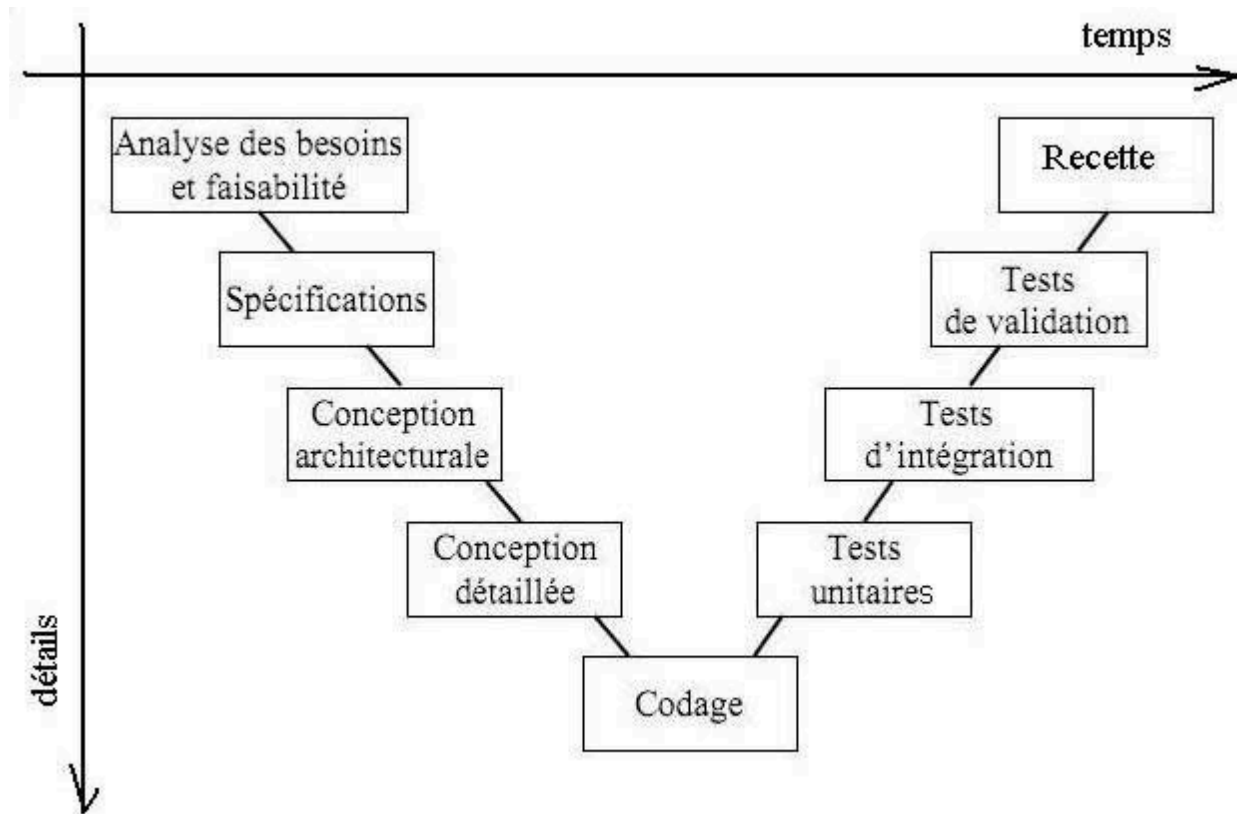 temps
Analyse des besoins
et faisabilité
Recette
Spécifications
Tests
de validation
Conception
architecturale
Tests
d'intégration
Conception
détaillée
Tests
unitaires
détails
Codage